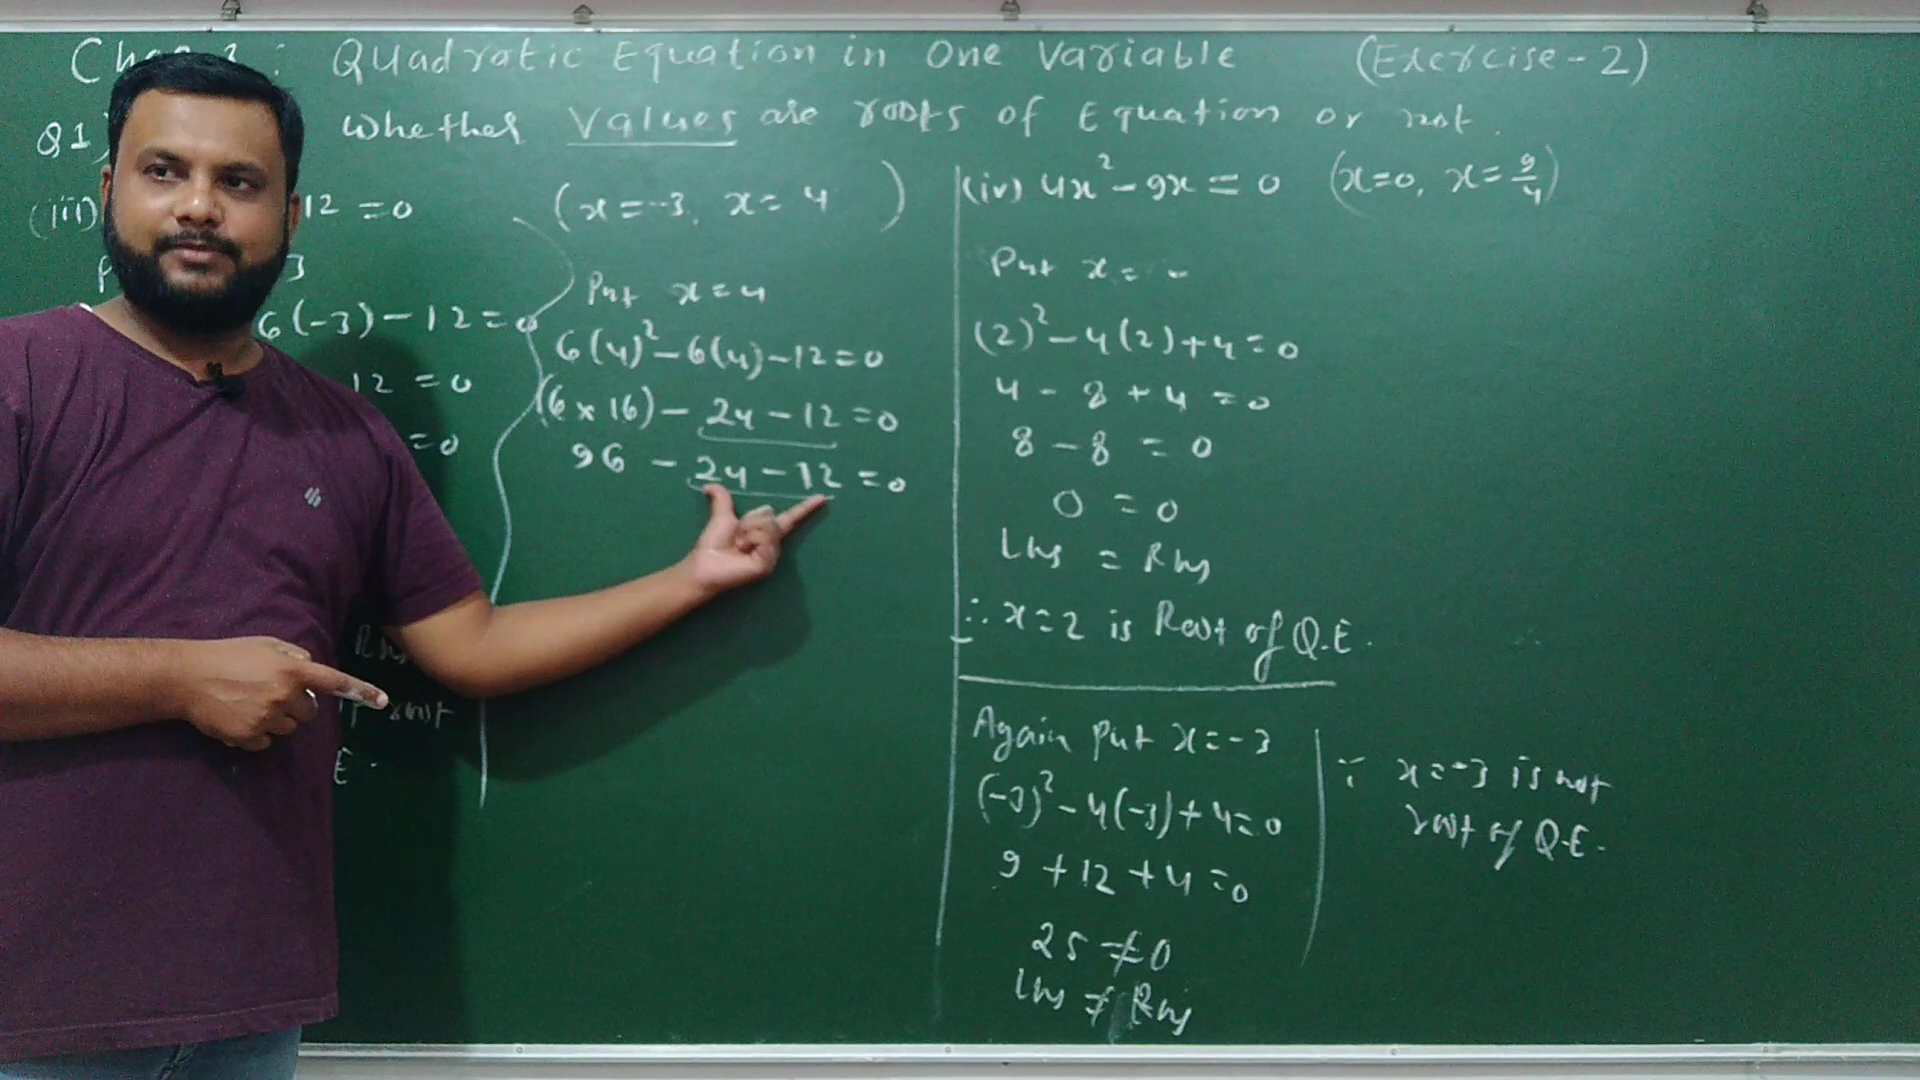 : Quadratic Equation in One Variable (Exercise-2)
Q1) whether Values are roots of Equation or not.
(iii) 12 = 0 (x = -3, x = 4)
3
6(-3) - 12 = 0
12 = 0
= 0
Rhs
root
E.
Put x = 4
6(4)² - 6(4) - 12 = 0
(6 × 16) - 24 - 12 = 0
96 - 24 - 12 = 0
(iv) 4x² - 9x = 0 (x=0, x = 9/4)
Put x =
(2)² - 4(2) + 4 = 0
4 - 8 + 4 = 0
8 - 8 = 0
0 = 0
Lhs = Rhs
∴ x = 2 is Root of Q.E.
Again put x = -3
(-3)² - 4(-3) + 4 = 0
9 + 12 + 4 = 0
25 ≠ 0
Lhs ≠ Rhs
∵ x = -3 is not
root of Q.E.